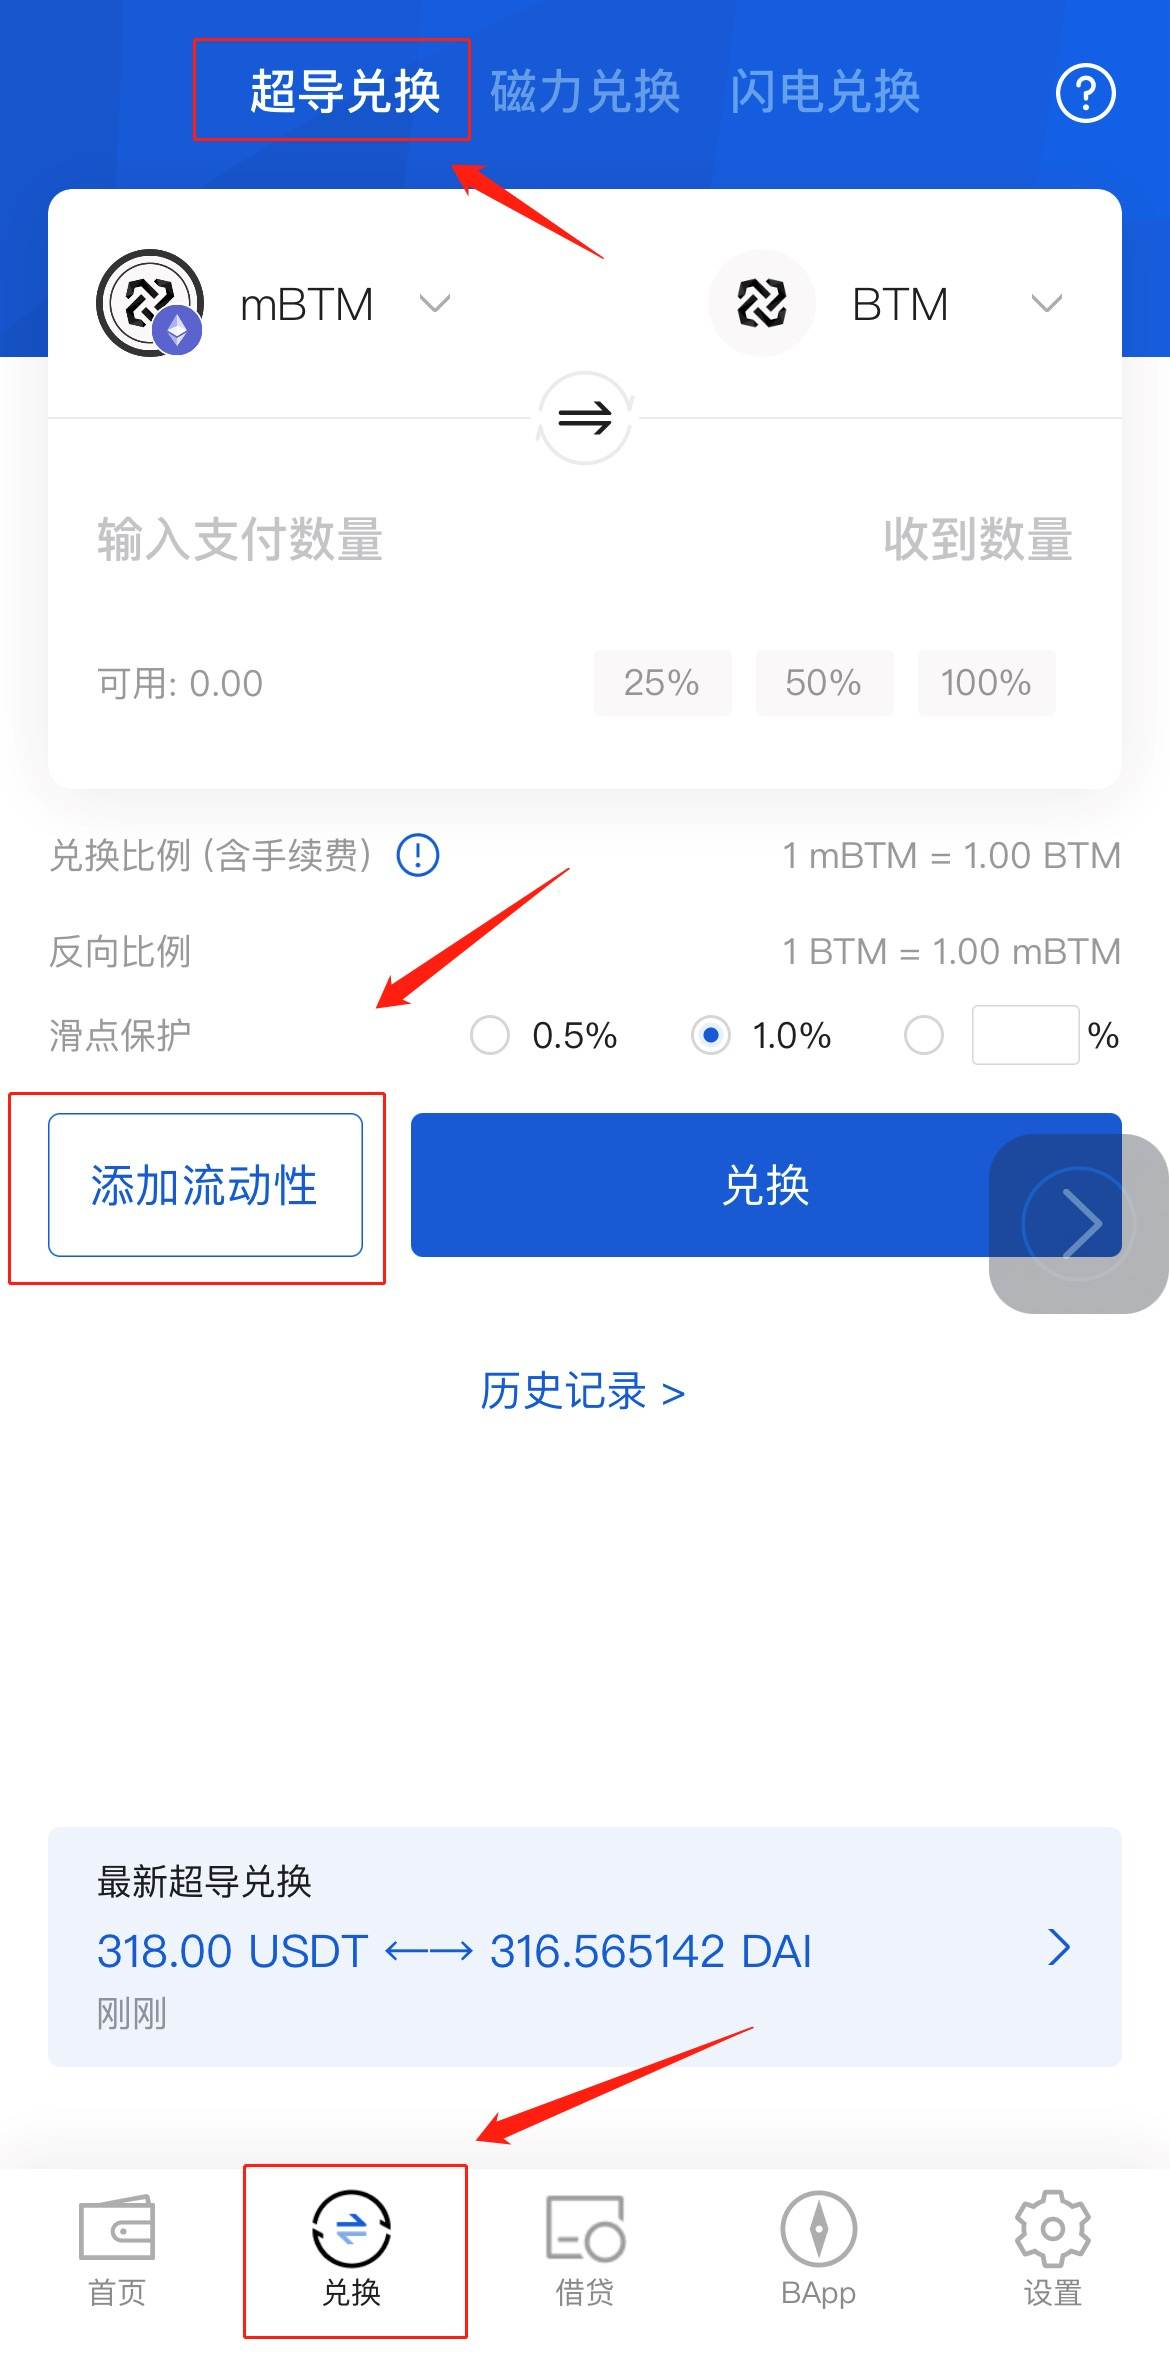 超导兑换 磁力兑换 闪电兑换 ?
mBTM BTM
输入支付数量 收到数量
可用: 0.00 25% 50% 100%
兑换比例 (含手续费) ! 1 mBTM = 1.00 BTM
反向比例 1 BTM = 1.00 mBTM
滑点保护 0.5% 1.0% %
添加流动性 兑换
历史记录 >
最新超导兑换
318.00 USDT ⟷ 316.565142 DAI
刚刚
首页 兑换 借贷 BApp 设置